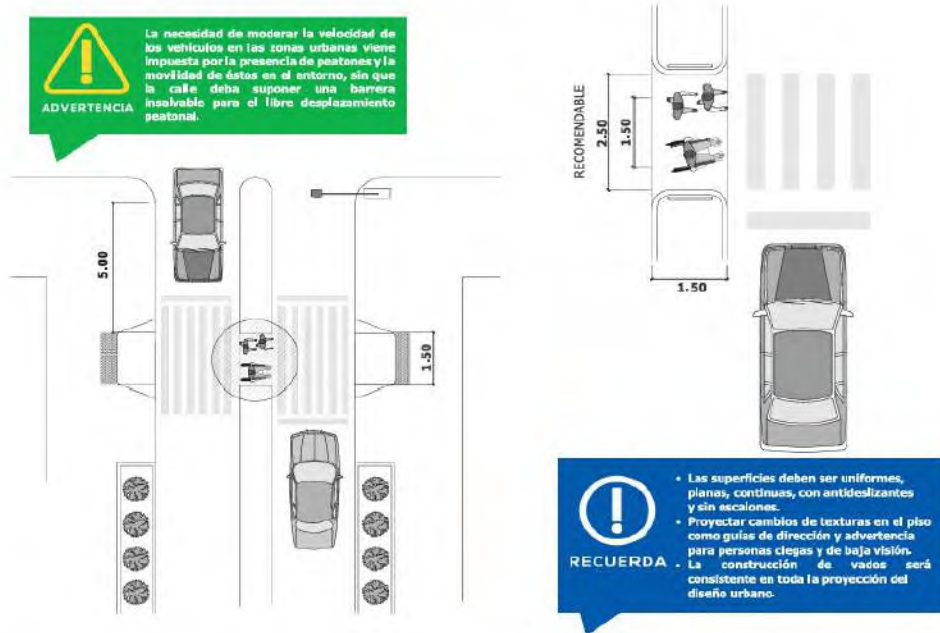 La necesidad de moderar la velocidad de
los vehículos en las zonas urbanas viene
impuesta por la presencia de peatones y la
movilidad de éstos en el entorno, sin que
la calle deba suponer una barrera
insalvable para el libre desplazamiento
peatonal.
ADVERTENCIA
5.00
1.50
RECOMENDABLE
2.50
1.50
1.50
• Las superficies deben ser uniformes,
planas, continuas, con antideslizantes
y sin escalones.
• Proyectar cambios de texturas en el piso
como guías de dirección y advertencia
para personas ciegas y de baja visión.
• La construcción de vados será
consistente en toda la proyección del
diseño urbano.
RECUERDA